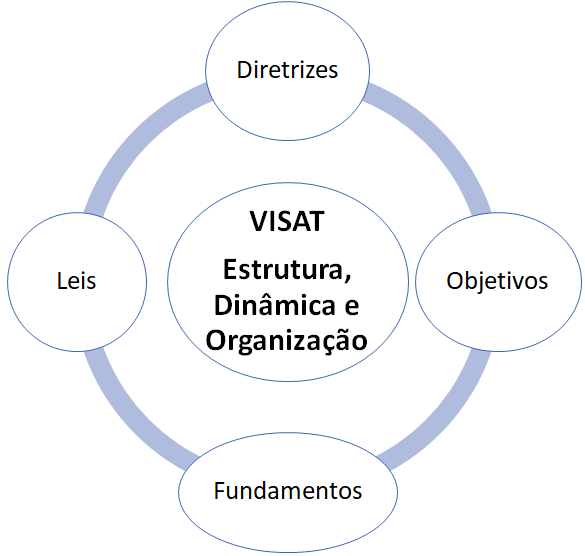 Diretrizes
VISAT
Estrutura,
Dinâmica e
Organização
Leis
Objetivos
Fundamentos